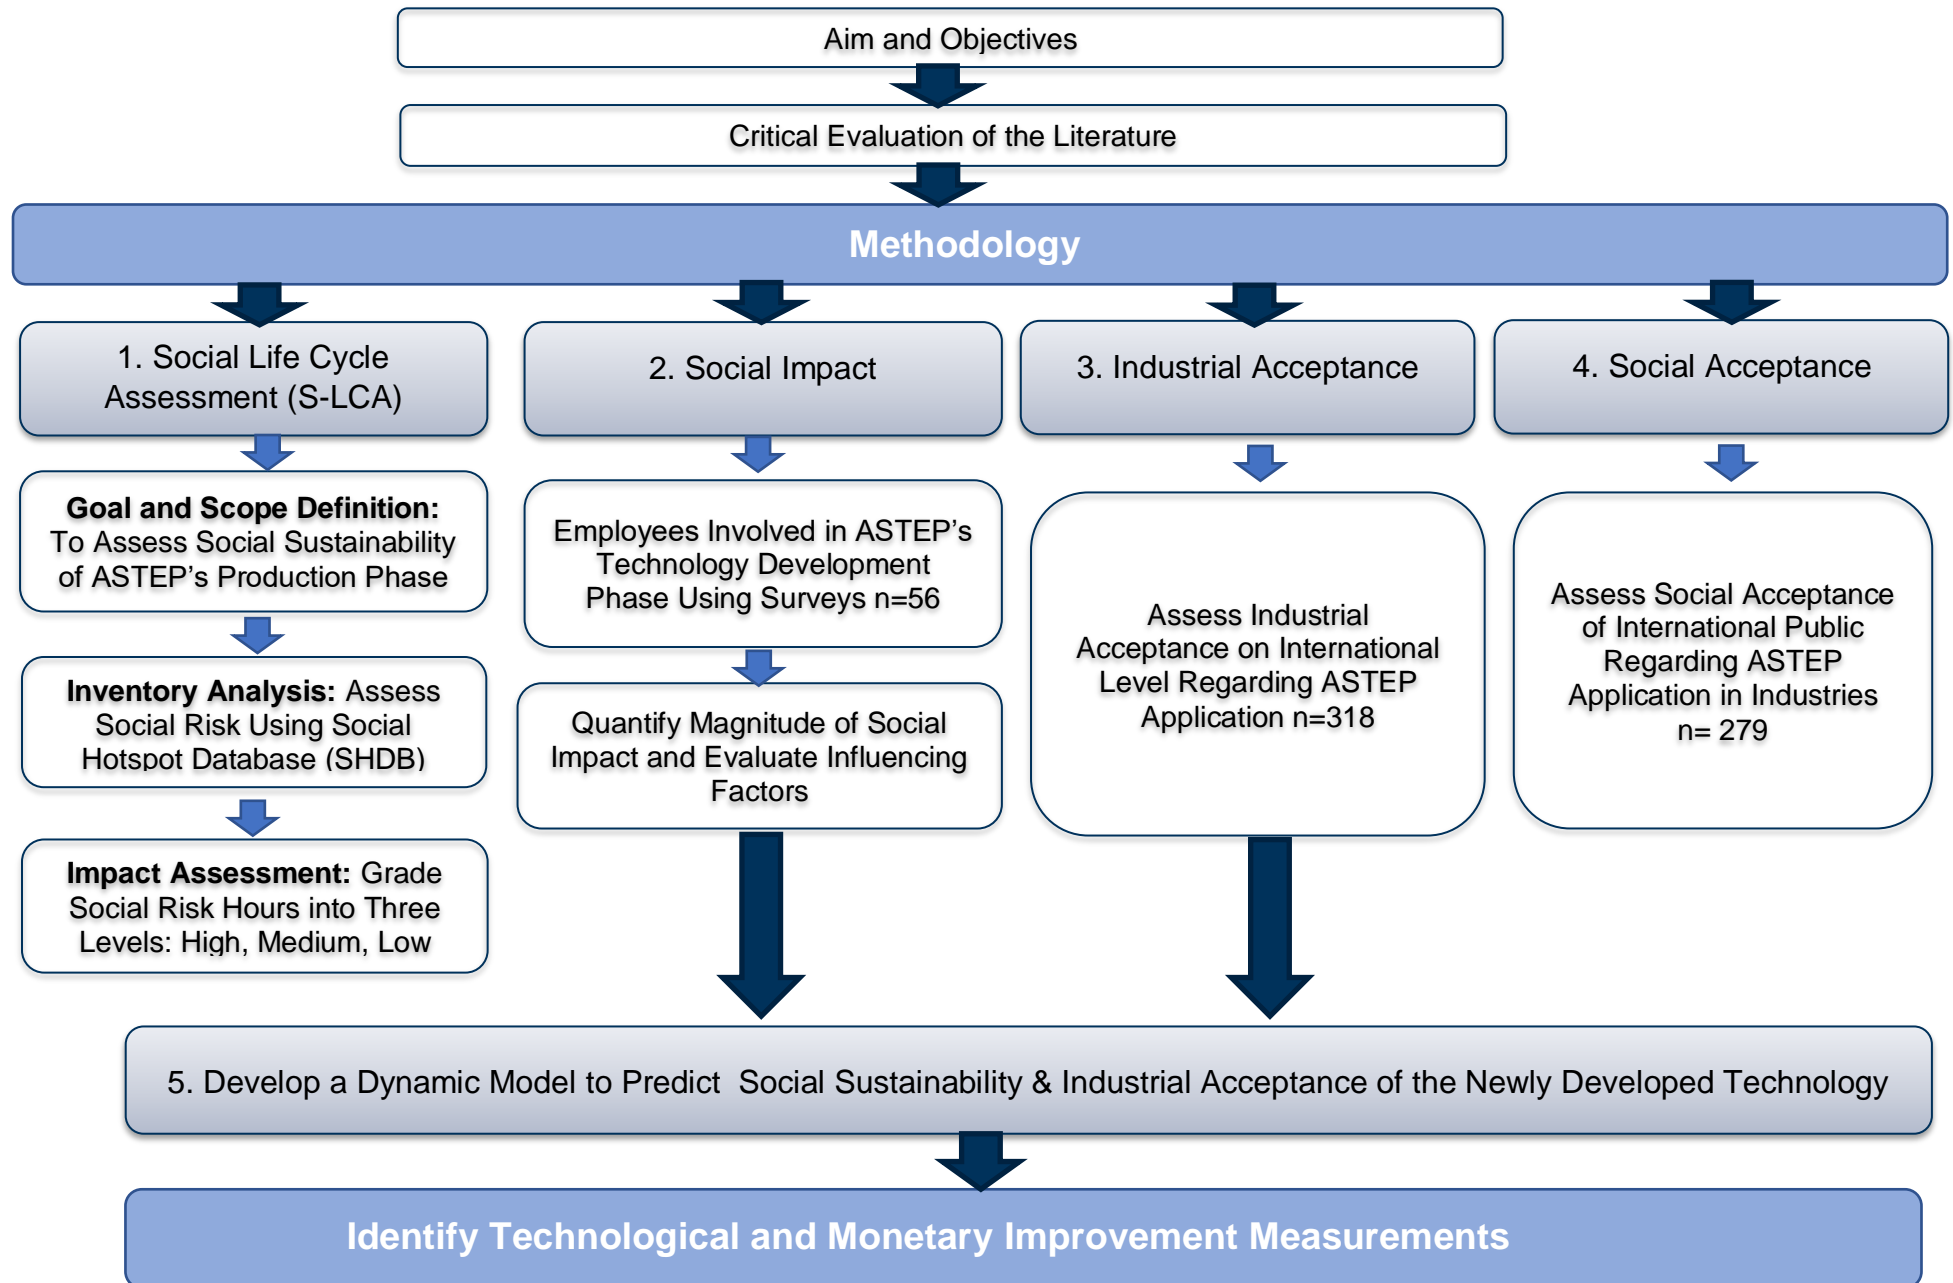 Aim and Objectives
Critical Evaluation of the Literature
Methodology
1. Social Life Cycle
Assessment (S-LCA)
2. Social Impact
3. Industrial Acceptance
4. Social Acceptance
Goal and Scope Definition:
To Assess Social Sustainability
of ASTEP’s Production Phase
Inventory Analysis: Assess
Social Risk Using Social
Hotspot Database (SHDB)
Impact Assessment: Grade
Social Risk Hours into Three
Levels: High, Medium, Low
Employees Involved in ASTEP’s
Technology Development
Phase Using Surveys n=56
Quantify Magnitude of Social
Impact and Evaluate Influencing
Factors
Assess Industrial
Acceptance on International
Level Regarding ASTEP
Application n=318
Assess Social Acceptance
of International Public
Regarding ASTEP
Application in Industries
n= 279
5. Develop a Dynamic Model to Predict  Social Sustainability & Industrial Acceptance of the Newly Developed Technology
Identify Technological and Monetary Improvement Measurements